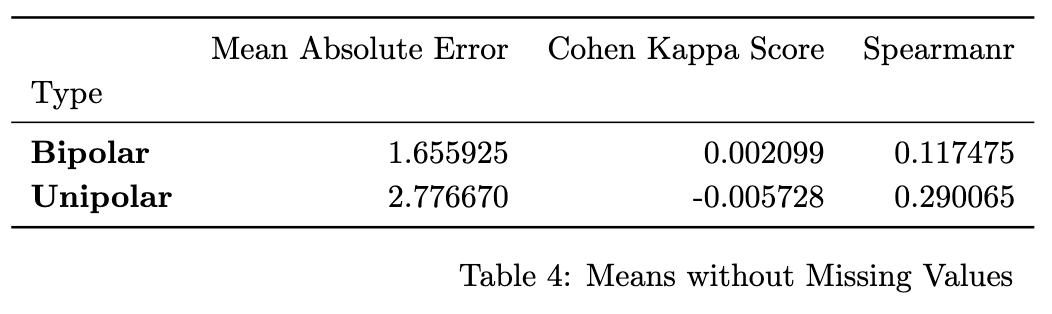 Mean Absolute Error Cohen Kappa Score Spearmanr
Type
Bipolar 1.655925 0.002099 0.117475
Unipolar 2.776670 -0.005728 0.290065
Table 4: Means without Missing Values